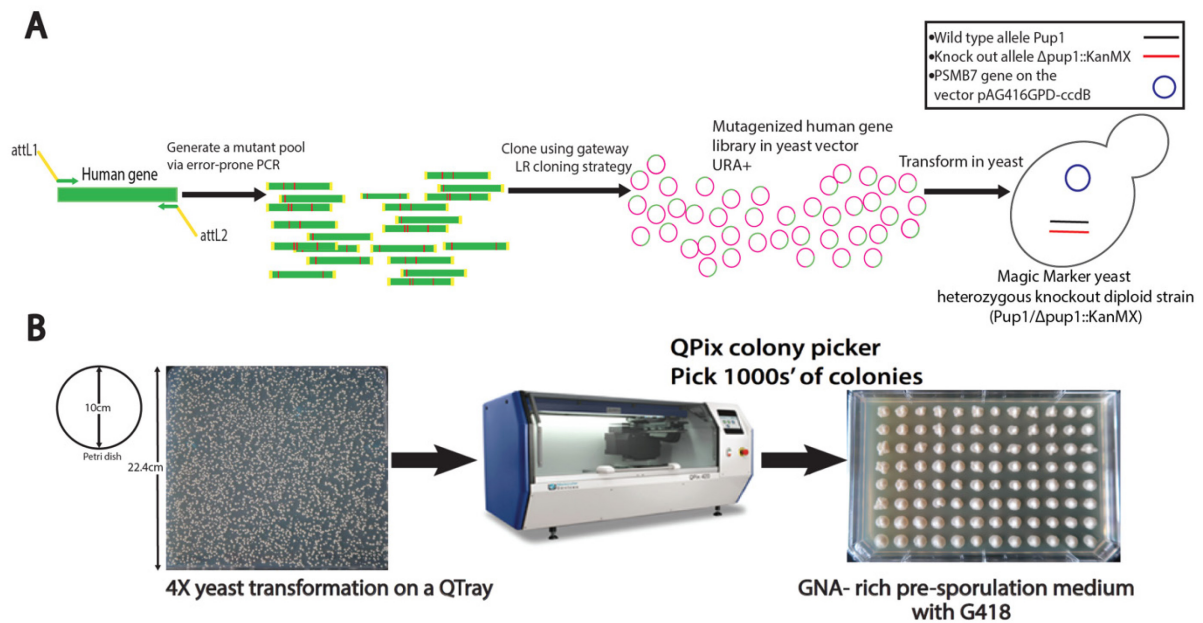 A
attL1
Human gene
attL2
Generate a mutant pool
via error-prone PCR
Clone using gateway
LR cloning strategy
Mutagenized human gene
library in yeast vector
URA+
Transform in yeast
•Wild type allele Pup1
•Knock out allele Δpup1::KanMX
•PSMB7 gene on the
vector pAG416GPD-ccdB
Magic Marker yeast
heterozygous knockout diploid strain
(Pup1/Δpup1::KanMX)
B
10cm
Petri dish
22.4cm
4X yeast transformation on a QTray
QPix colony picker
Pick 1000s' of colonies
GNA- rich pre-sporulation medium
with G418